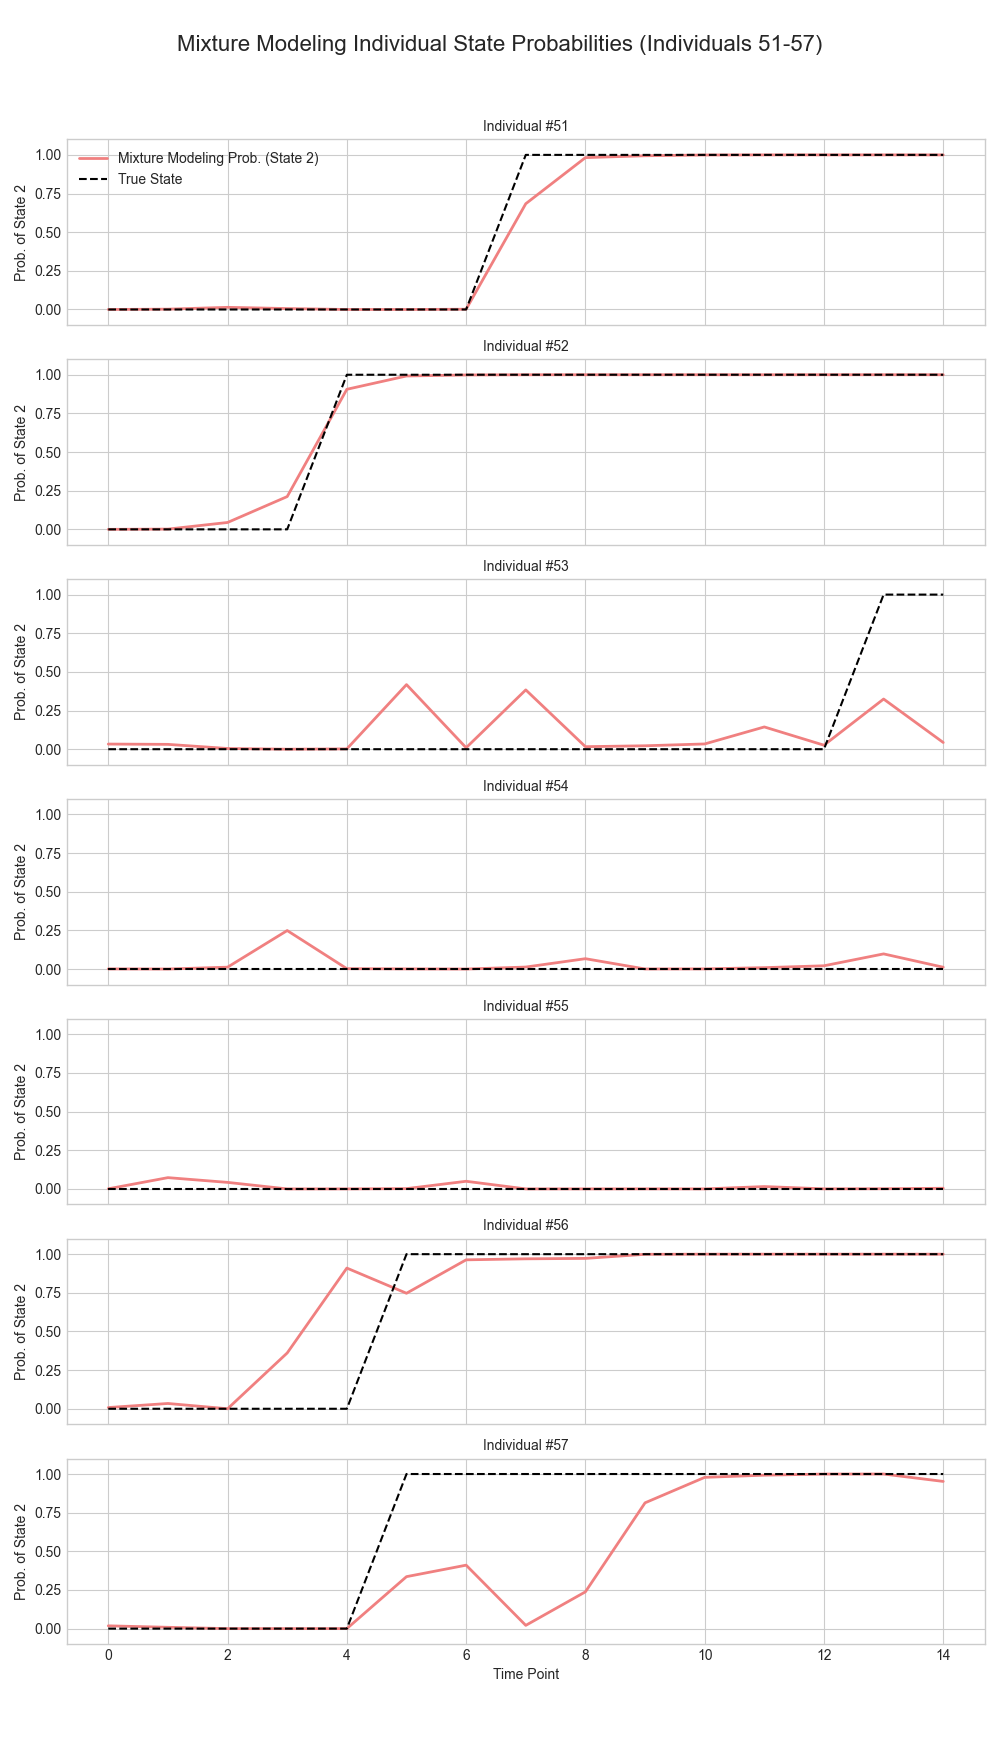 Mixture Modeling Individual State Probabilities (Individuals 51-57)
Individual #51
Prob. of State 2
1.00
0.75
0.50
0.25
0.00
Mixture Modeling Prob. (State 2)
True State
Individual #52
Prob. of State 2
1.00
0.75
0.50
0.25
0.00
Individual #53
Prob. of State 2
1.00
0.75
0.50
0.25
0.00
Individual #54
Prob. of State 2
1.00
0.75
0.50
0.25
0.00
Individual #55
Prob. of State 2
1.00
0.75
0.50
0.25
0.00
Individual #56
Prob. of State 2
1.00
0.75
0.50
0.25
0.00
Individual #57
Prob. of State 2
1.00
0.75
0.50
0.25
0.00
0 2 4 6 8 10 12 14
Time Point